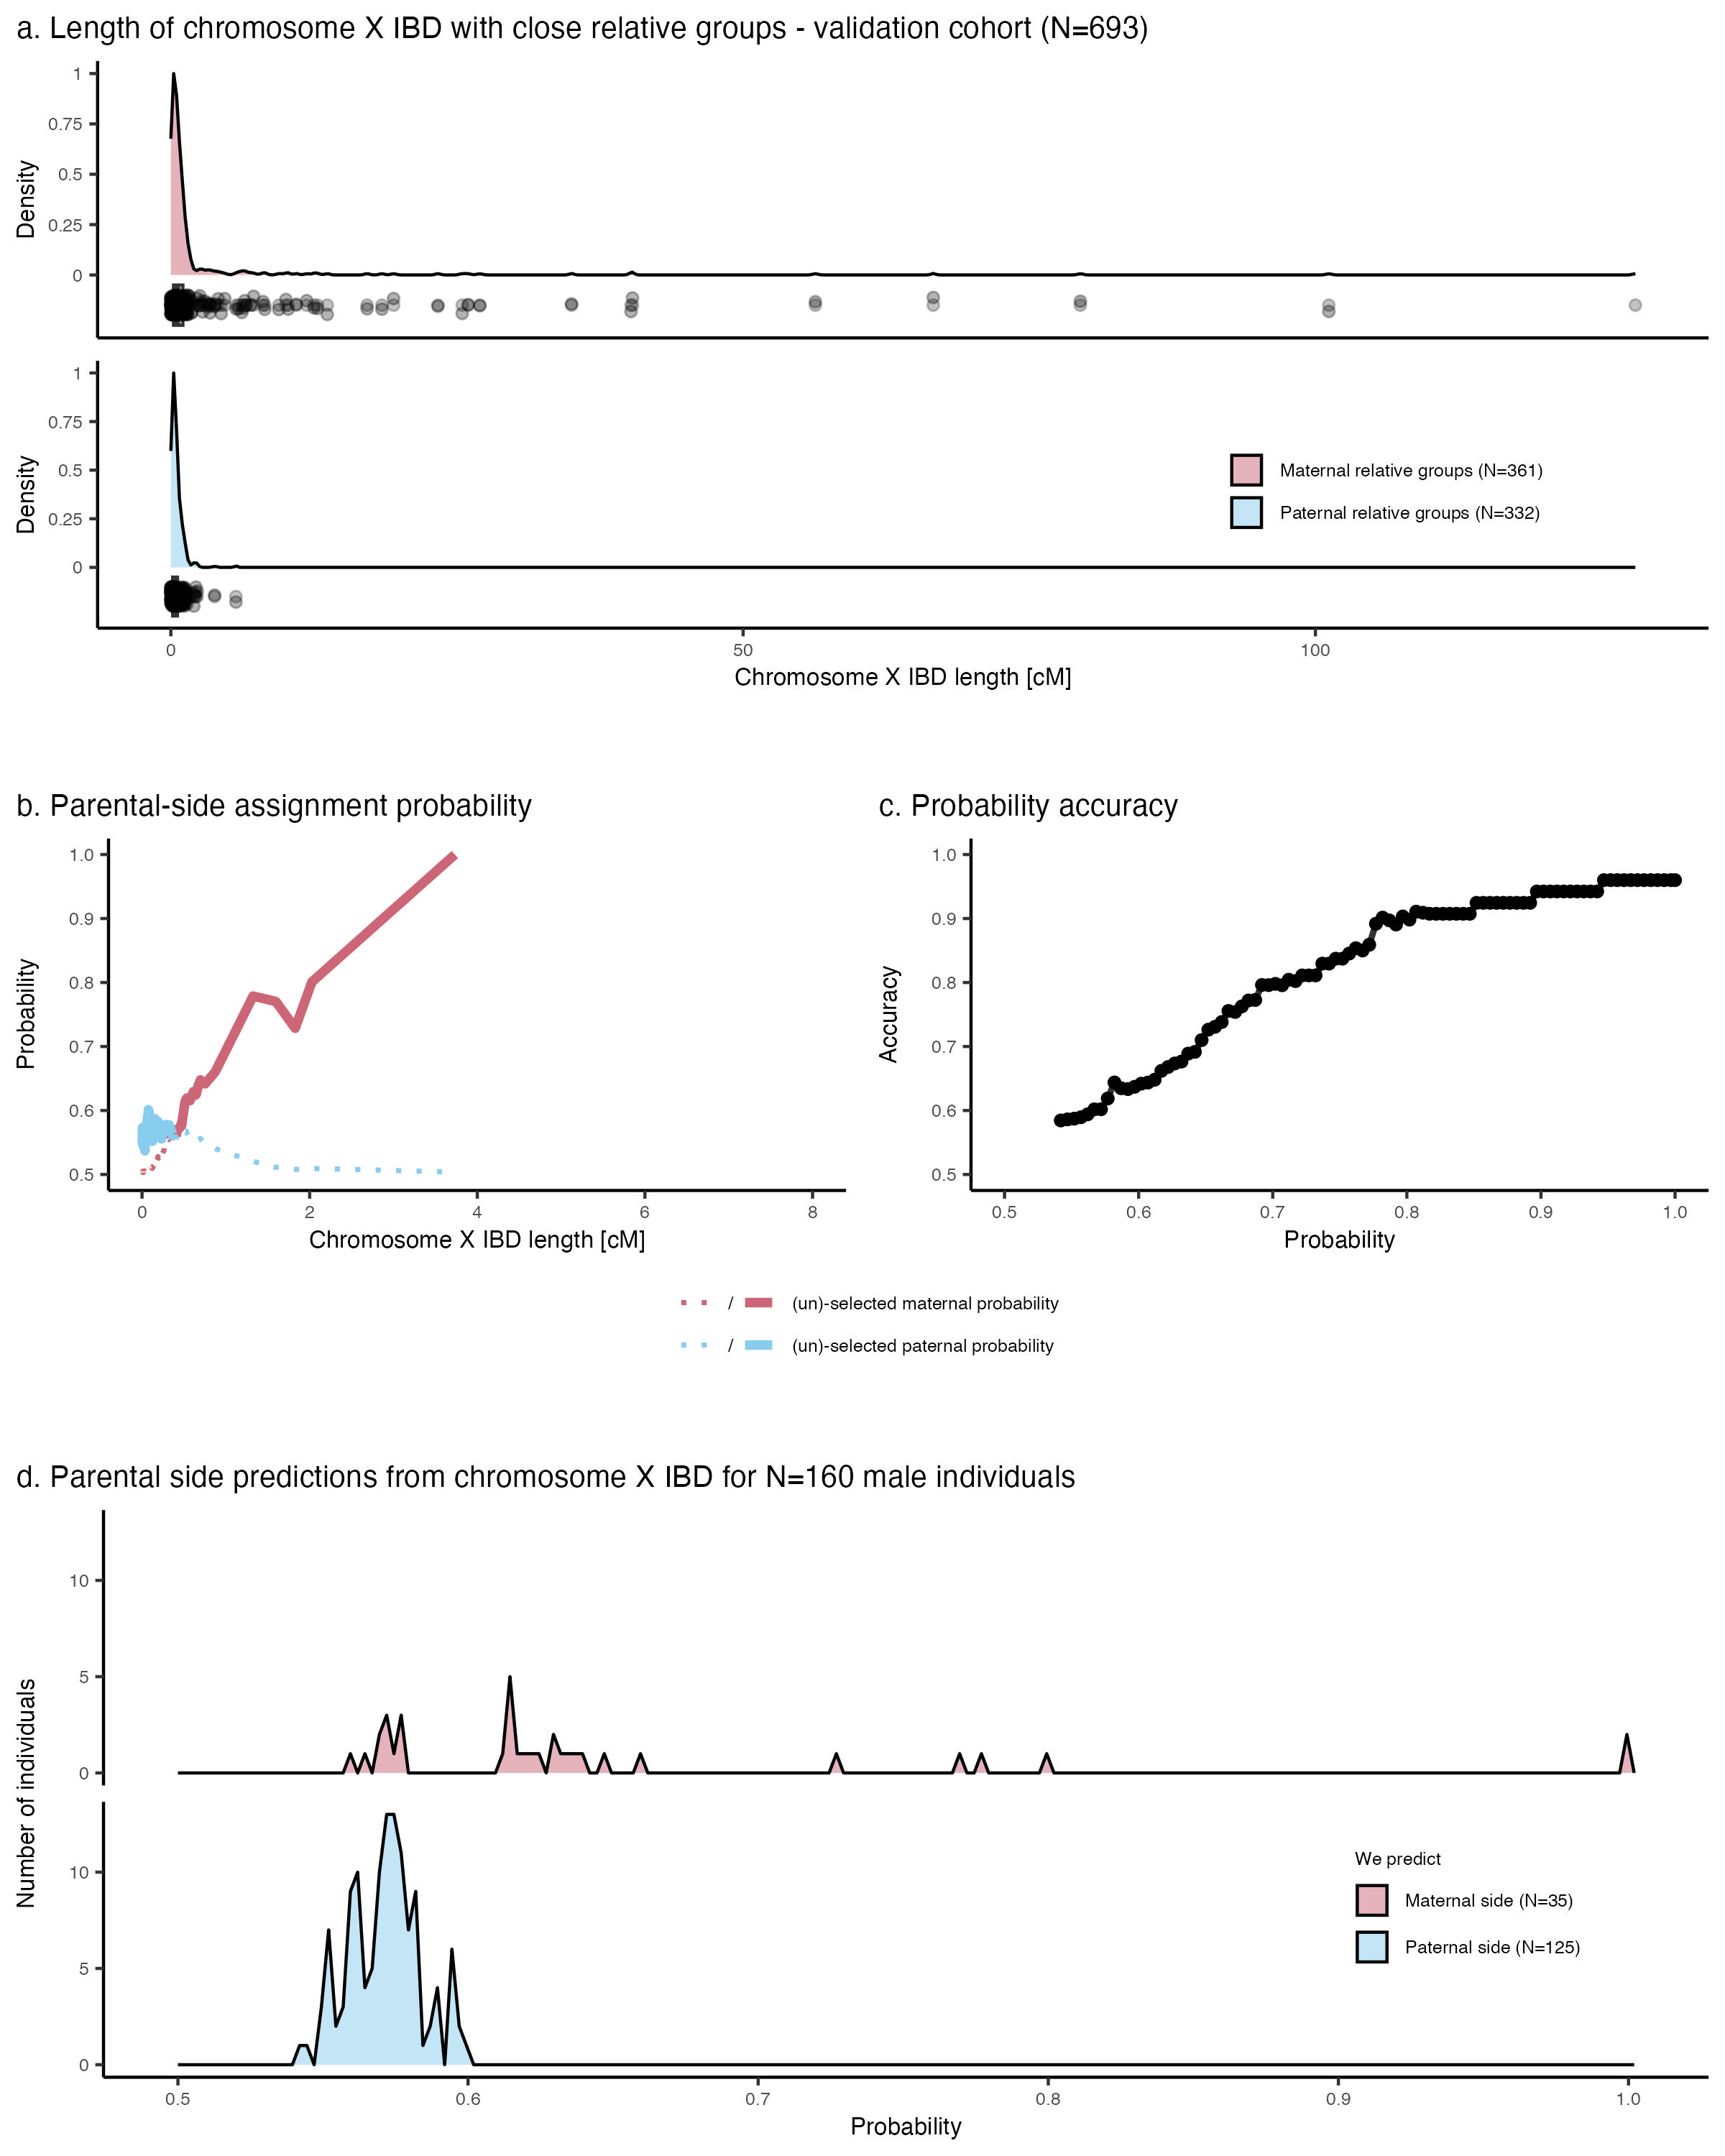 a. Length of chromosome X IBD with close relative groups - validation cohort (N=693)
Density
1
0.75
0.5
0.25
0
Density
1
0.75
0.5
0.25
0
Maternal relative groups (N=361)
Paternal relative groups (N=332)
0 50 100
Chromosome X IBD length [cM]
b. Parental-side assignment probability
Probability
1.0
0.9
0.8
0.7
0.6
0.5
0 2 4 6 8
Chromosome X IBD length [cM]
c. Probability accuracy
Accuracy
1.0
0.9
0.8
0.7
0.6
0.5
0.5 0.6 0.7 0.8 0.9 1.0
Probability
/ (un)-selected maternal probability
/ (un)-selected paternal probability
d. Parental side predictions from chromosome X IBD for N=160 male individuals
Number of individuals
10
5
0
10
5
0
We predict
Maternal side (N=35)
Paternal side (N=125)
0.5 0.6 0.7 0.8 0.9 1.0
Probability